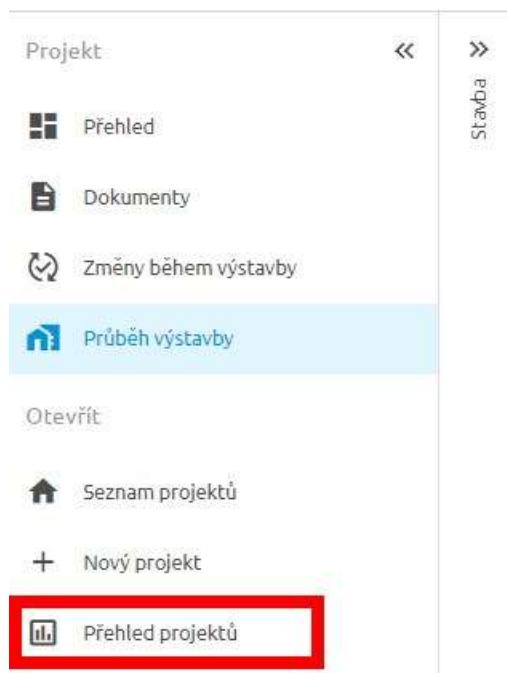 Projekt
Stavba
Přehled
Dokumenty
Změny během výstavby
Průběh výstavby
Otevřít
Seznam projektů
Nový projekt
Přehled projektů